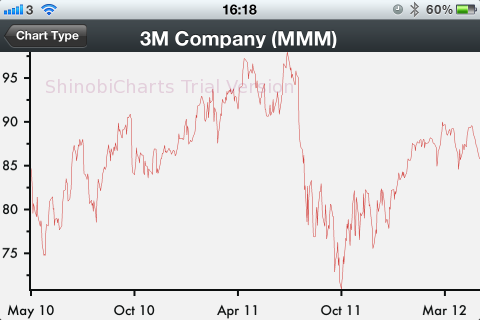 3 16:18 60%
Chart Type
3M Company (MMM)
ShinobiCharts Trial Version
95
90
85
80
75
May 10 Oct 10 Apr 11 Oct 11 Mar 12